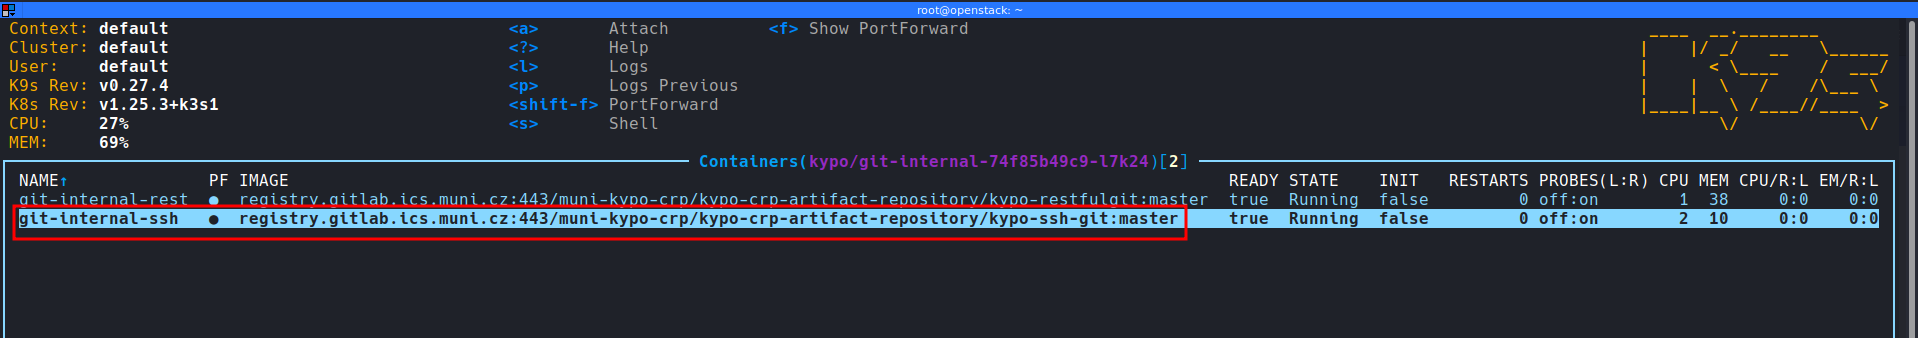 root@openstack: ~
Context: default <a> Attach <f> Show PortForward
Cluster: default <?> Help
User: default <l> Logs
K9s Rev: v0.27.4 <p> Logs Previous
K8s Rev: v1.25.3+k3s1 <shift-f> PortForward
CPU: 27% <s> Shell
MEM: 69%
Containers(kypo/git-internal-74f85b49c9-l7k24)[2]
NAME↑ PF IMAGE READY STATE INIT RESTARTS PROBES(L:R) CPU MEM CPU/R:L EM/R:L
git-internal-rest ● registry.gitlab.ics.muni.cz:443/muni-kypo-crp/kypo-crp-artifact-repository/kypo-restfulgit:master true Running false 0 off:on 1 38 0:0 0:0
git-internal-ssh ● registry.gitlab.ics.muni.cz:443/muni-kypo-crp/kypo-crp-artifact-repository/kypo-ssh-git:master true Running false 0 off:on 2 10 0:0 0:0